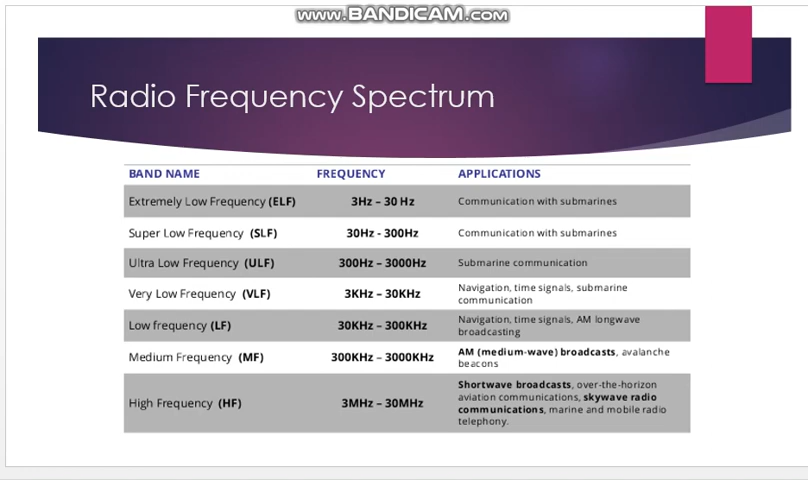 www.BANDICAM.com
Radio Frequency Spectrum
BAND NAME FREQUENCY APPLICATIONS
Extremely Low Frequency (ELF) 3Hz – 30 Hz Communication with submarines
Super Low Frequency (SLF) 30Hz - 300Hz Communication with submarines
Ultra Low Frequency (ULF) 300Hz – 3000Hz Submarine communication
Very Low Frequency (VLF) 3KHz – 30KHz Navigation, time signals, submarine
communication
Low frequency (LF) 30KHz – 300KHz Navigation, time signals, AM longwave
broadcasting
Medium Frequency (MF) 300KHz – 3000KHz AM (medium-wave) broadcasts, avalanche
beacons
High Frequency (HF) 3MHz – 30MHz Shortwave broadcasts, over-the-horizon
aviation communications, skywave radio
communications, marine and mobile radio
telephony.